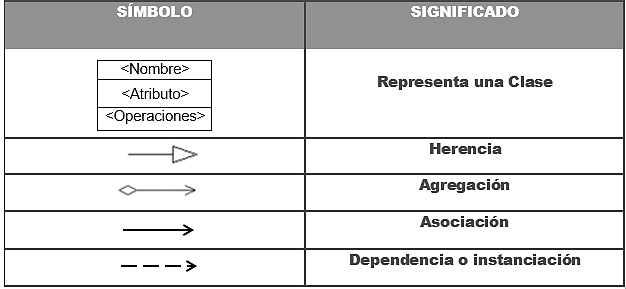 SÍMBOLO SIGNIFICADO
<Nombre>
<Atributo>
<Operaciones>
Representa una Clase
Herencia
Agregación
Asociación
Dependencia o instanciación